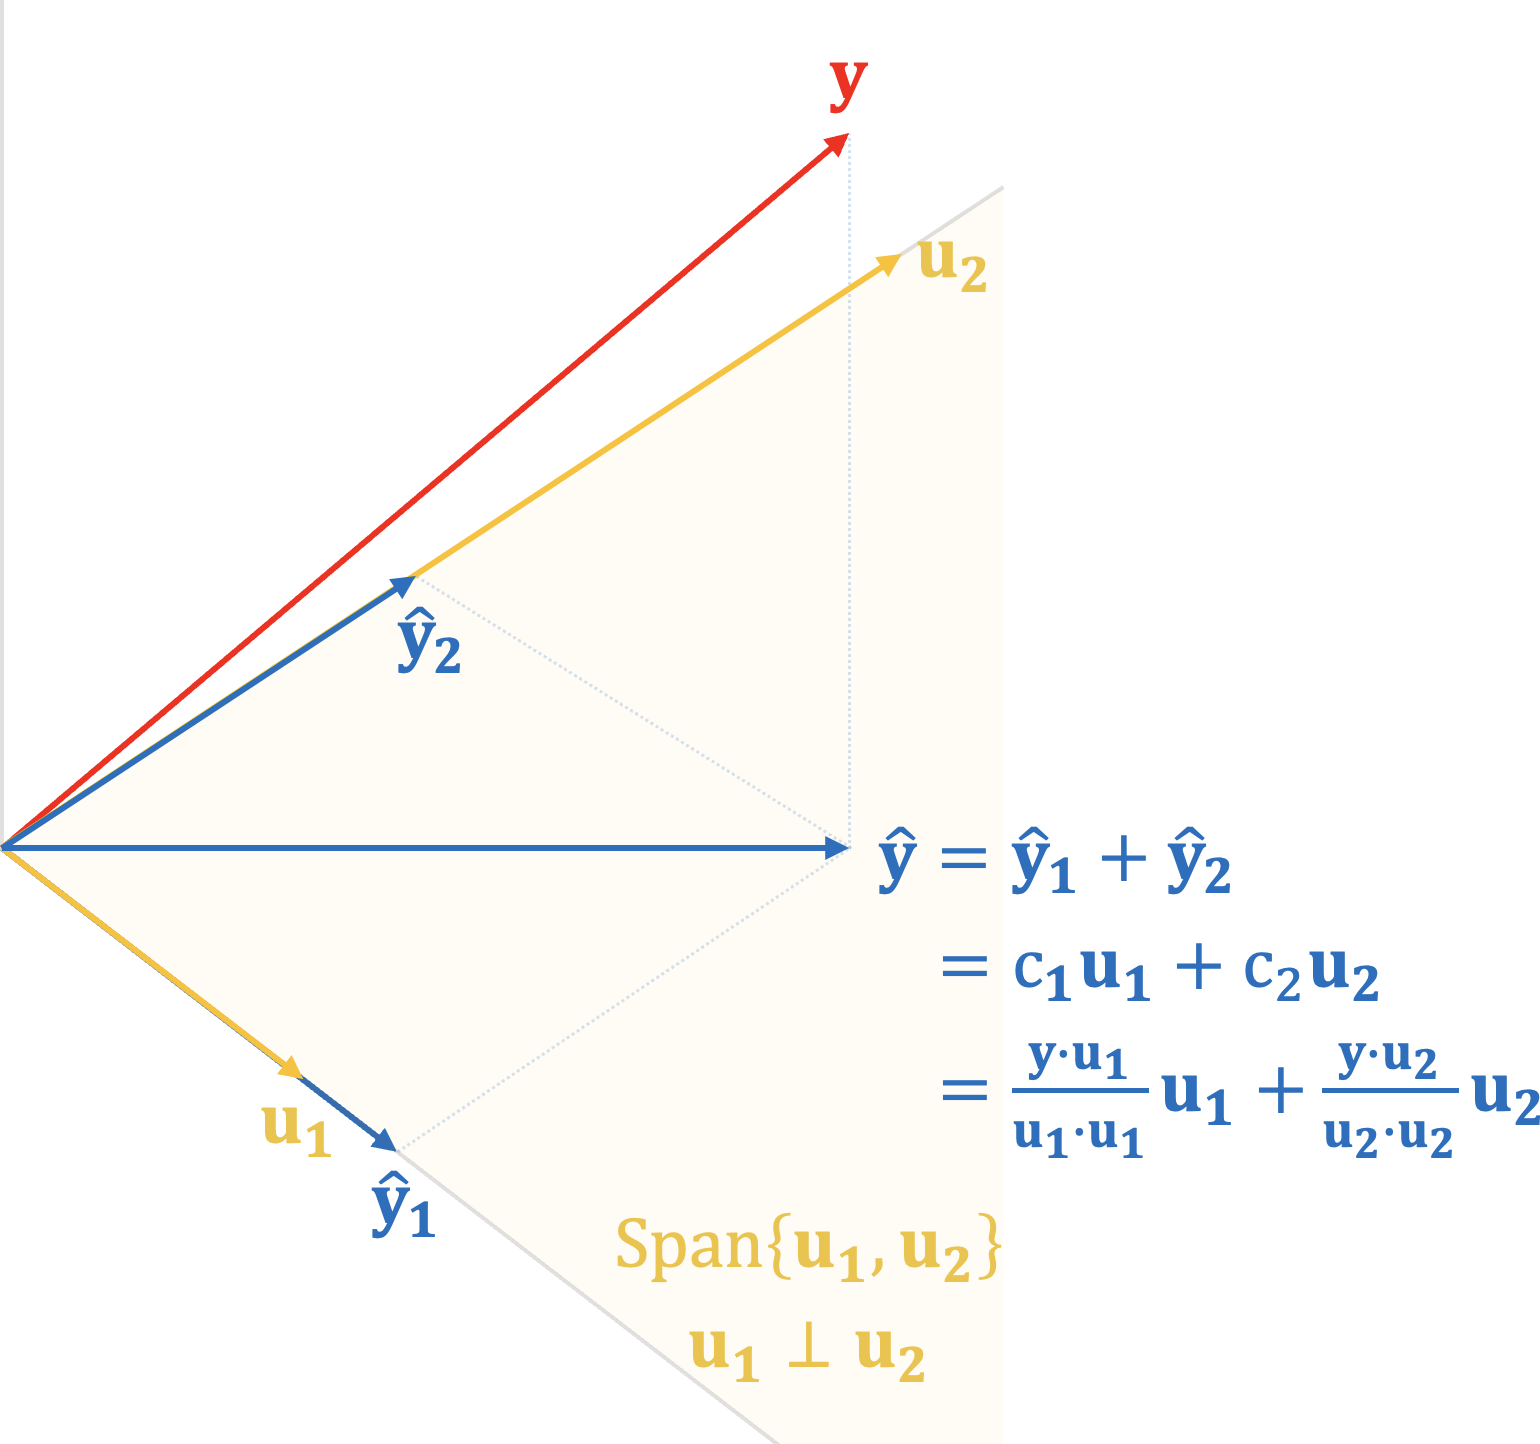 y
u₂
ŷ₂
ŷ = ŷ₁ + ŷ₂
= c₁u₁ + c₂u₂
= y·u₁/u₁·u₁ u₁ + y·u₂/u₂·u₂ u₂
u₁
ŷ₁
Span{u₁, u₂}
u₁ ⊥ u₂